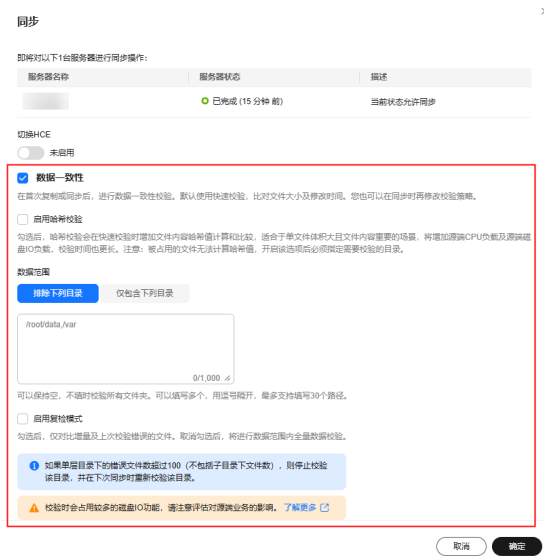 同步
即将对以下1台服务器进行同步操作：
服务器名称 服务器状态 描述
已完成 (15 分钟 前) 当前状态允许同步
切换HCE
未启用
数据一致性
在首次复制或同步后，进行数据一致性校验。默认使用快速校验，比对文件大小及修改时间。您也可以在同步时再修改校验策略。
启用哈希校验
勾选后，哈希校验会在快速校验时增加文件内容哈希值计算和比较，适合于单文件体积大且文件内容重要的场景，将增加源端CPU负载及源端磁
盘IO负载，校验时间也更长。注意：被占用的文件无法计算哈希值，开启该选项后必须指定需要校验的目录。
数据范围
排除下列目录 仅包含下列目录
/root/data,/var
0/1,000
可以保持空，不填时校验所有文件夹。可以填写多个，用逗号隔开，最多支持填写30个路径。
启用复检模式
勾选后，仅对比增量及上次校验错误的文件。取消勾选后，将进行数据范围内全量数据校验。
如果单层目录下的错误文件数超过100（不包括子目录下文件数），则停止校验
该目录，并在下次同步时重新校验该目录。
校验时会占用较多的磁盘IO功能，请注意评估对源端业务的影响。 了解更多
取消 确定